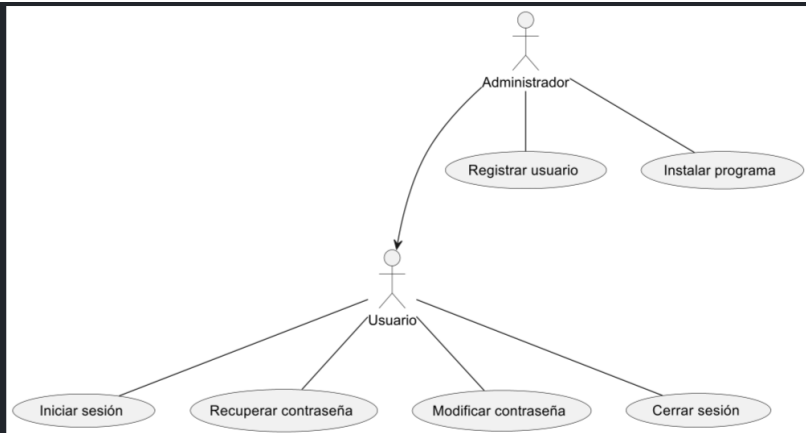 Administrador
Registrar usuario
Instalar programa
Usuario
Iniciar sesión
Recuperar contraseña
Modificar contraseña
Cerrar sesión